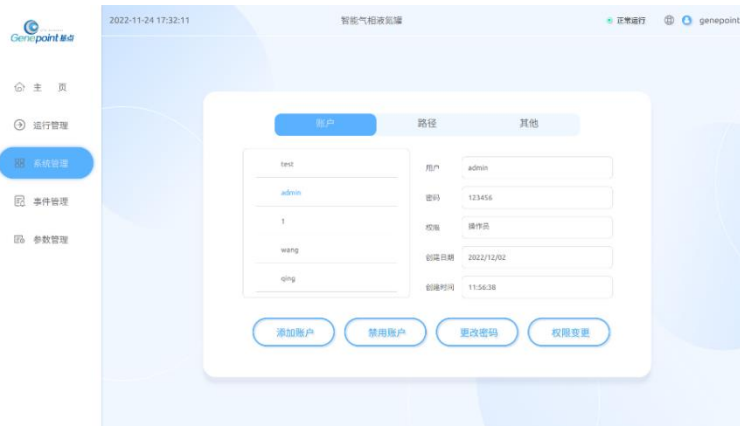 2022-11-24 17:32:11
智能气相液氮罐
正常运行
genepoint
Genepoint 基点
主 页
运行管理
系统管理
事件管理
参数管理
账户 路径 其他
test
admin
1
wang
qing
用户 admin
密码 123456
权限 操作员
创建日期 2022/12/02
创建时间 11:56:38
添加账户 禁用账户 更改密码 权限变更